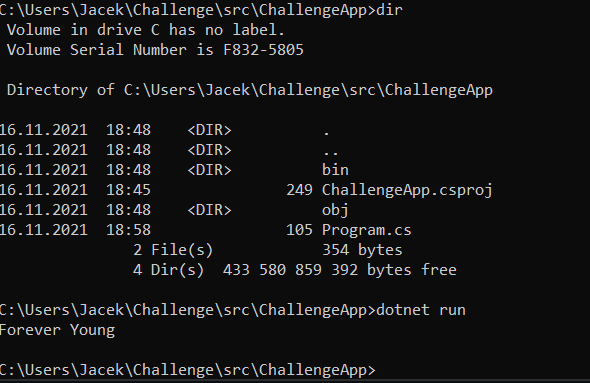 C:\Users\Jacek\Challenge\src\ChallengeApp>dir
 Volume in drive C has no label.
 Volume Serial Number is F832-5805

 Directory of C:\Users\Jacek\Challenge\src\ChallengeApp

16.11.2021  18:48    <DIR>          .
16.11.2021  18:48    <DIR>          ..
16.11.2021  18:48    <DIR>          bin
16.11.2021  18:45               249 ChallengeApp.csproj
16.11.2021  18:48    <DIR>          obj
16.11.2021  18:58               105 Program.cs
               2 File(s)            354 bytes
               4 Dir(s)  433 580 859 392 bytes free

C:\Users\Jacek\Challenge\src\ChallengeApp>dotnet run
Forever Young

C:\Users\Jacek\Challenge\src\ChallengeApp>